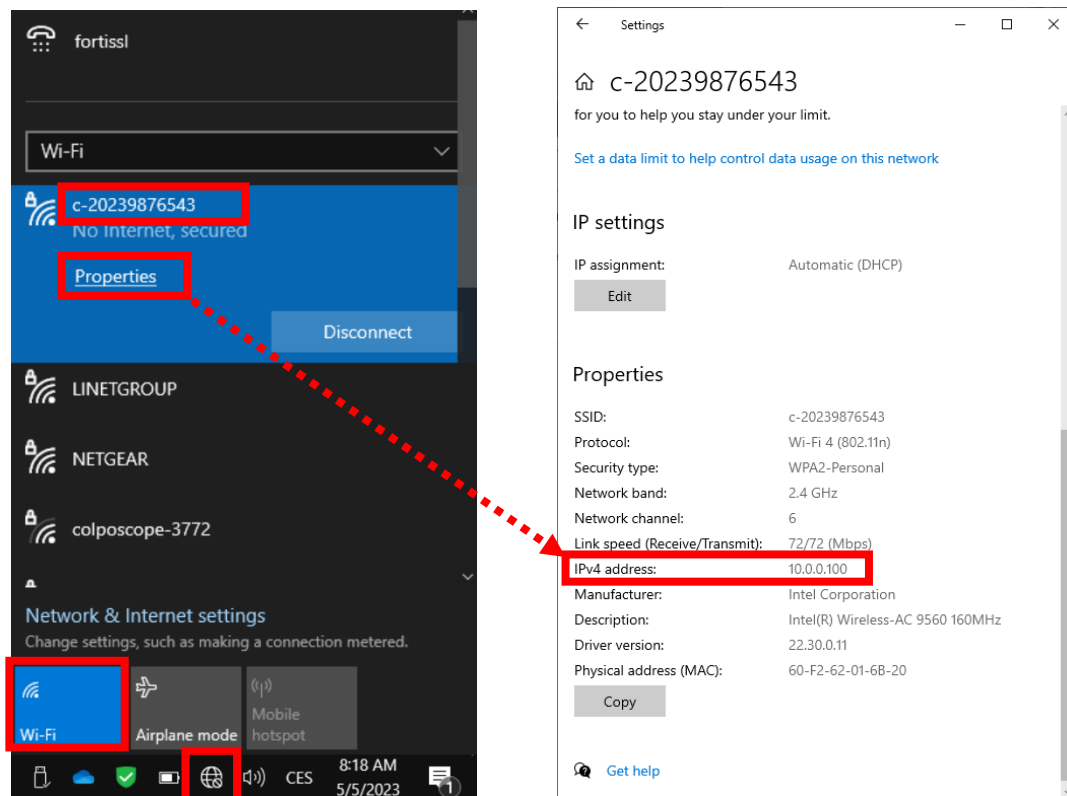 fortissl
Wi-Fi
c-20239876543
No Internet, secured
Properties
Disconnect
LINETGROUP
NETGEAR
colposcope-3772
Network & Internet settings
Change settings, such as making a connection metered.
Wi-Fi
Airplane mode
Mobile
hotspot
CES
8:18 AM
5/5/2023
1
Settings
c-20239876543
for you to help you stay under your limit.
Set a data limit to help control data usage on this network
IP settings
IP assignment: Automatic (DHCP)
Edit
Properties
SSID: c-20239876543
Protocol: Wi-Fi 4 (802.11n)
Security type: WPA2-Personal
Network band: 2.4 GHz
Network channel: 6
Link speed (Receive/Transmit): 72/72 (Mbps)
IPv4 address: 10.0.0.100
Manufacturer: Intel Corporation
Description: Intel(R) Wireless-AC 9560 160MHz
Driver version: 22.30.0.11
Physical address (MAC): 60-F2-62-01-6B-20
Copy
Get help